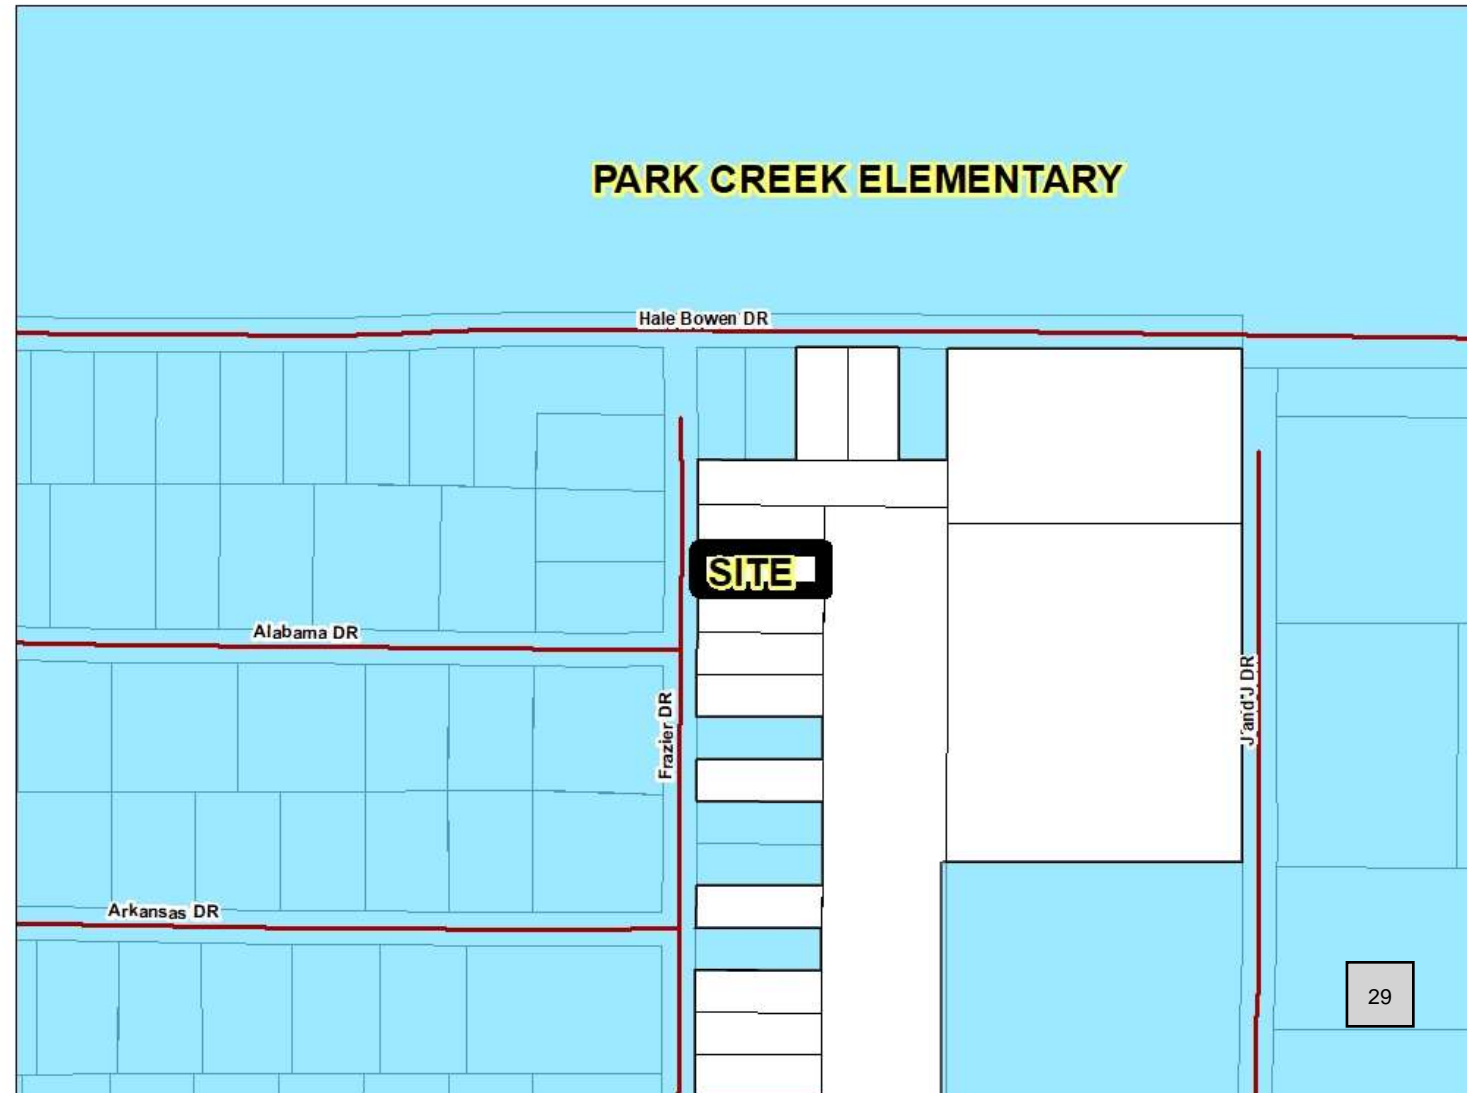 PARK CREEK ELEMENTARY
Hale Bowen DR
SITE
Alabama DR
Frazier DR
J and J DR
Arkansas DR
29